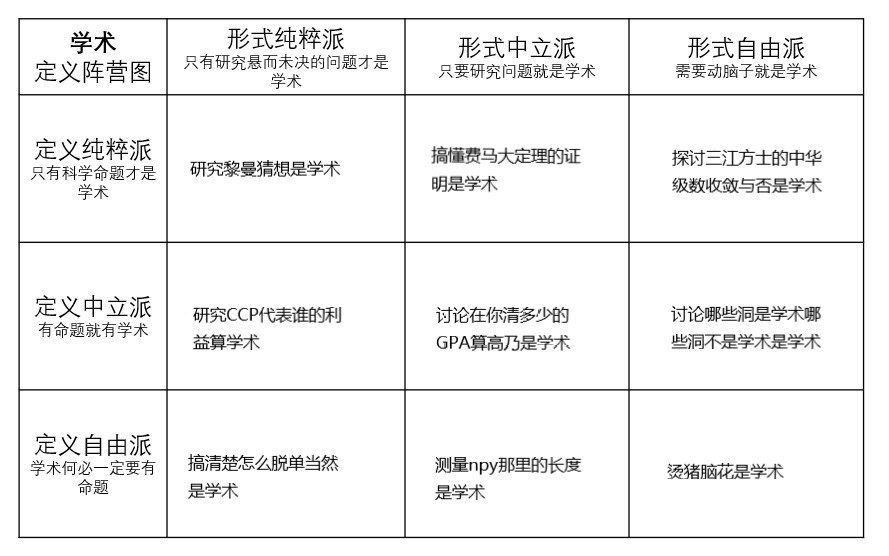 学术
定义阵营图
形式纯粹派
只有研究悬而未决的问题才是
学术
形式中立派
只要研究问题就是学术
形式自由派
需要动脑子就是学术
定义纯粹派
只有科学命题才是
学术
研究黎曼猜想是学术
搞懂费马大定理的证
明是学术
探讨三江方士的中华
级数收敛与否是学术
定义中立派
有命题就有学术
研究CCP代表谁的利
益算学术
讨论在你清多少的
GPA算高乃是学术
讨论哪些洞是学术哪
些洞不是学术是学术
定义自由派
学术何必一定要有
命题
搞清楚怎么脱单当然
是学术
测量npy那里的长度
是学术
烫猪脑花是学术